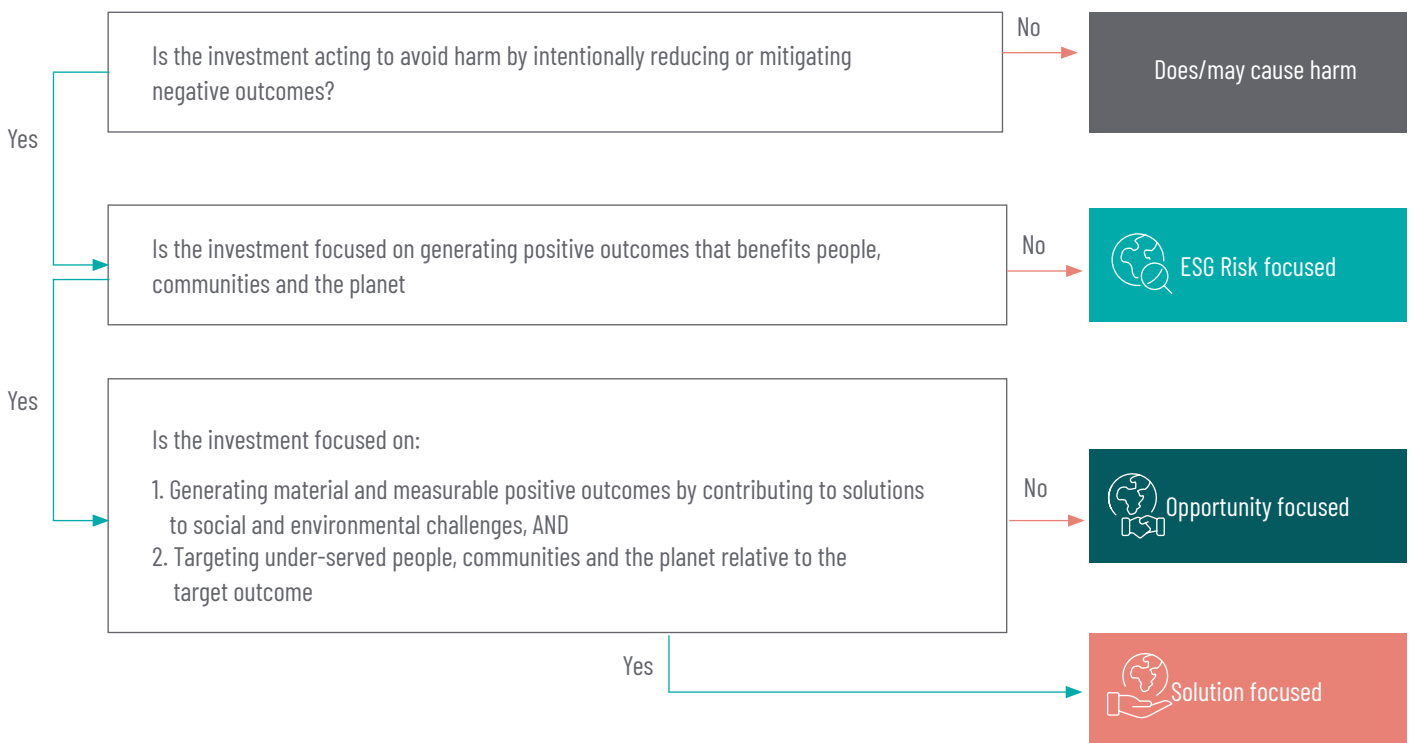 Is the investment acting to avoid harm by intentionally reducing or mitigating
negative outcomes?
No
Does/may cause harm
Yes
Is the investment focused on generating positive outcomes that benefits people,
communities and the planet
No
ESG Risk focused
Yes
Is the investment focused on:
1. Generating material and measurable positive outcomes by contributing to solutions
to social and environmental challenges, AND
2. Targeting under-served people, communities and the planet relative to the
target outcome
No
Opportunity focused
Yes
Solution focused